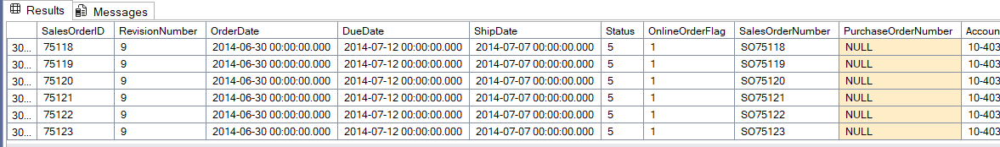 Results Messages
SalesOrderID RevisionNumber OrderDate DueDate ShipDate Status OnlineOrderFlag SalesOrderNumber PurchaseOrderNumber Accoun
30... 75118 9 2014-06-30 00:00:00.000 2014-07-12 00:00:00.000 2014-07-07 00:00:00.000 5 1 SO75118 NULL 10-403
30... 75119 9 2014-06-30 00:00:00.000 2014-07-12 00:00:00.000 2014-07-07 00:00:00.000 5 1 SO75119 NULL 10-403
30... 75120 9 2014-06-30 00:00:00.000 2014-07-12 00:00:00.000 2014-07-07 00:00:00.000 5 1 SO75120 NULL 10-403
30... 75121 9 2014-06-30 00:00:00.000 2014-07-12 00:00:00.000 2014-07-07 00:00:00.000 5 1 SO75121 NULL 10-403
30... 75122 9 2014-06-30 00:00:00.000 2014-07-12 00:00:00.000 2014-07-07 00:00:00.000 5 1 SO75122 NULL 10-403
30... 75123 9 2014-06-30 00:00:00.000 2014-07-12 00:00:00.000 2014-07-07 00:00:00.000 5 1 SO75123 NULL 10-403